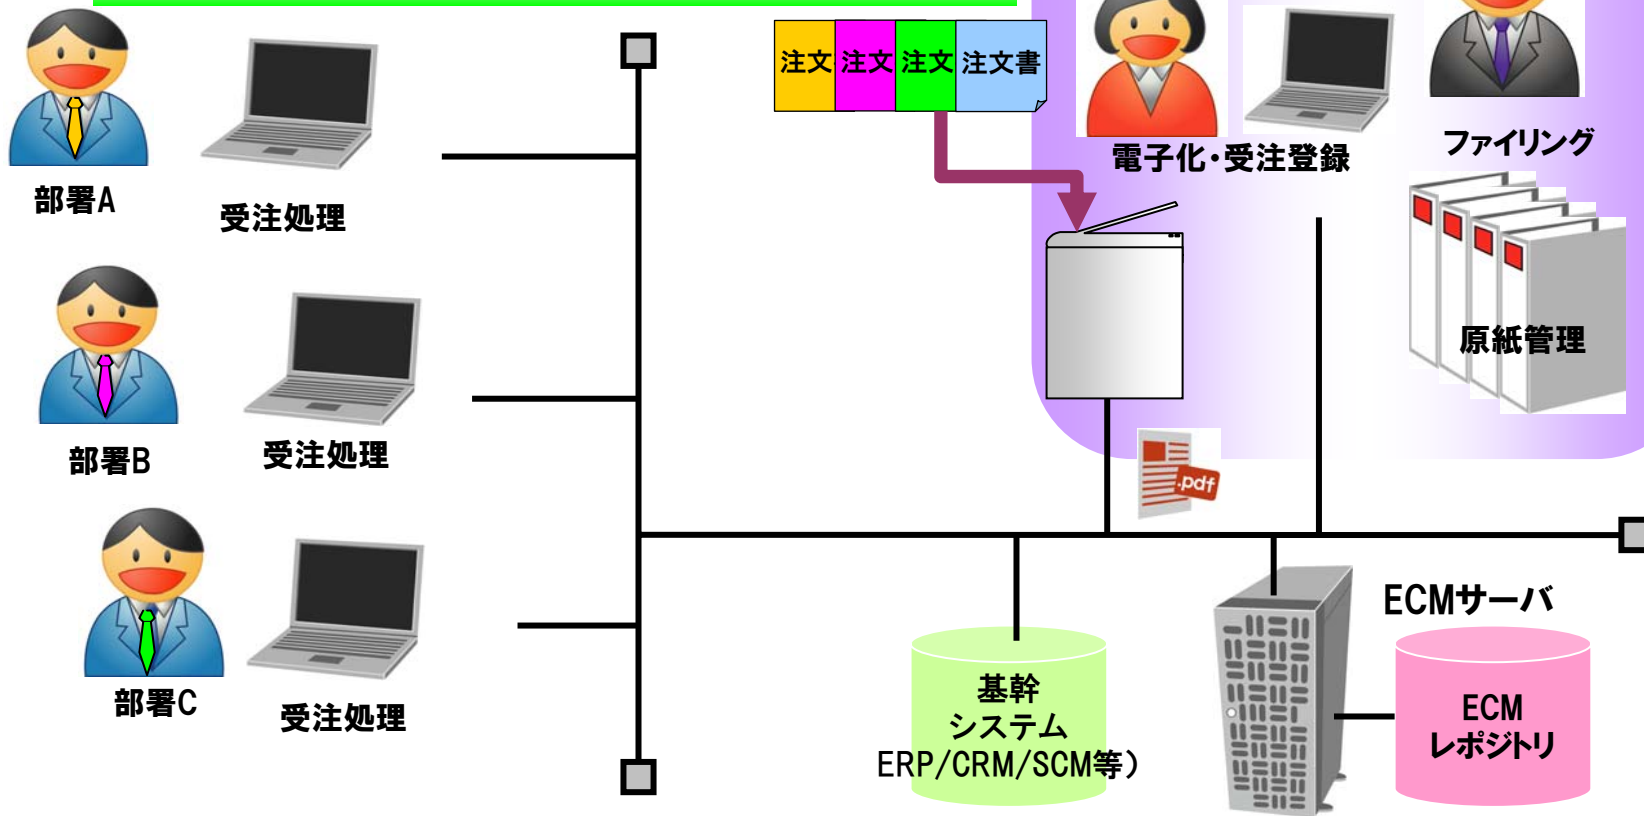 注文
注文
注文
注文書
電子化・受注登録
ファイリング
部署A
受注処理
原紙管理
部署B
受注処理
.pdf
ECMサーバ
部署C
受注処理
基幹
システム
ERP/CRM/SCM等）
ECM
レポジトリ